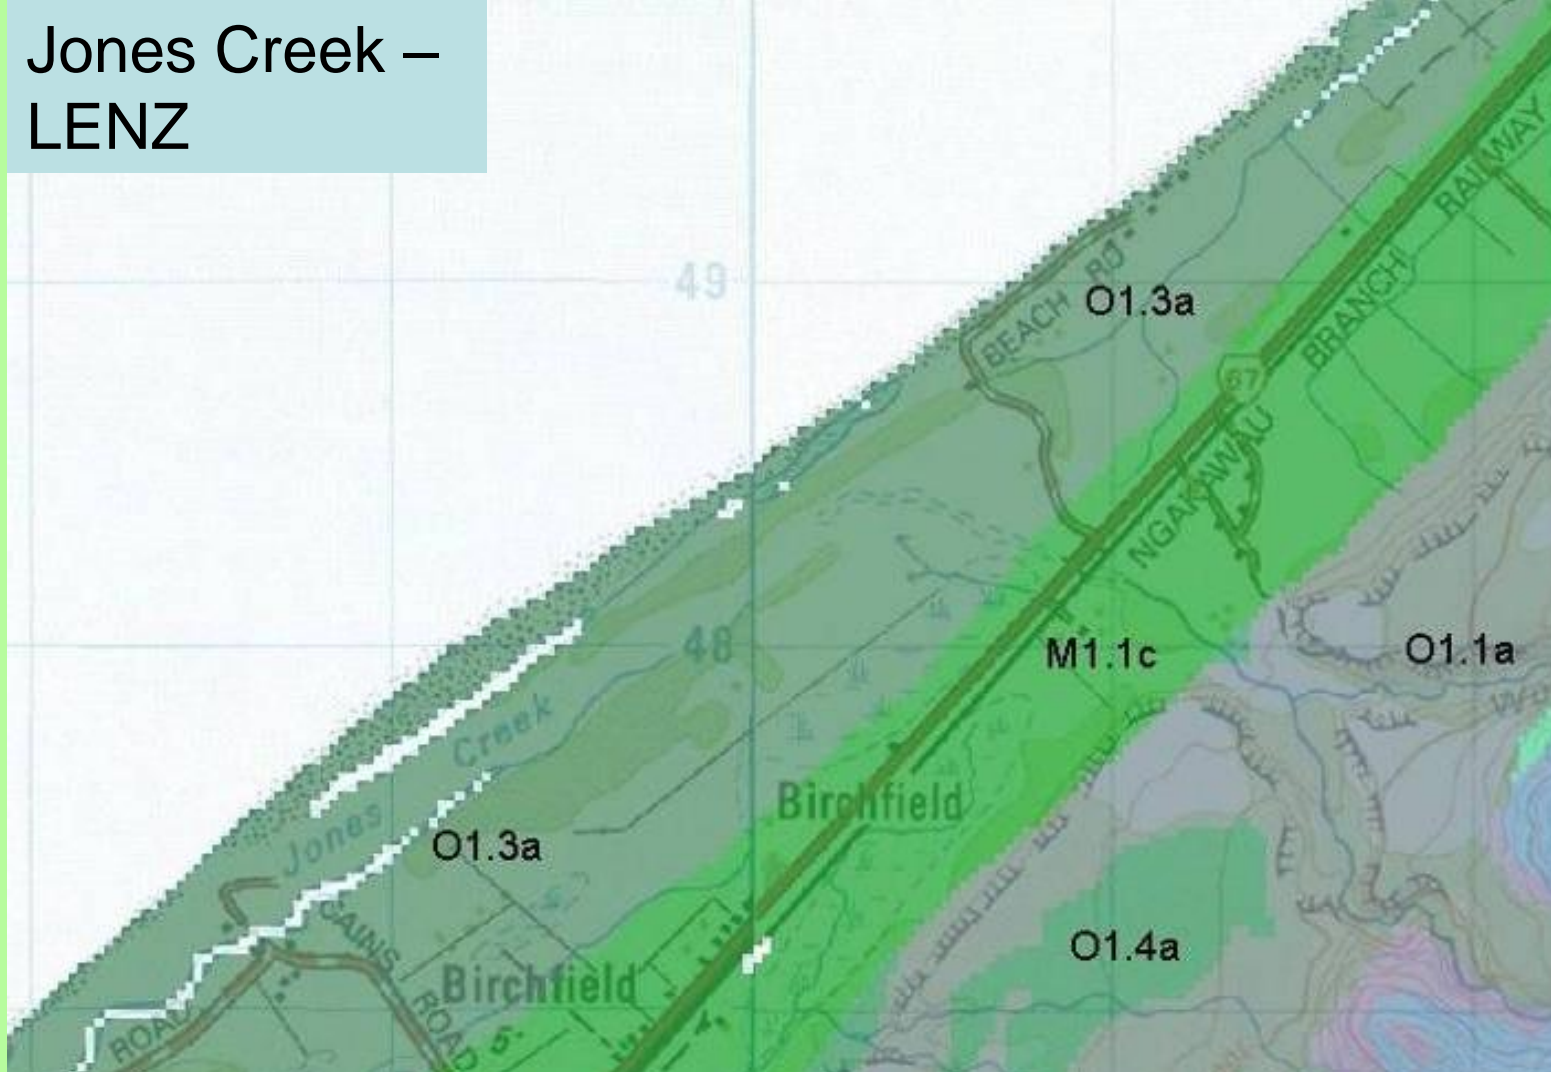 Jones Creek –
LENZ
RAILWAY
49
BEACH RD
O1.3a
BRANCH
67
NGAKAWAU
48
M1.1c
O1.1a
Jones Creek
Birchfield
O1.3a
CAINS ROAD
O1.4a
Birchfield
ROAD